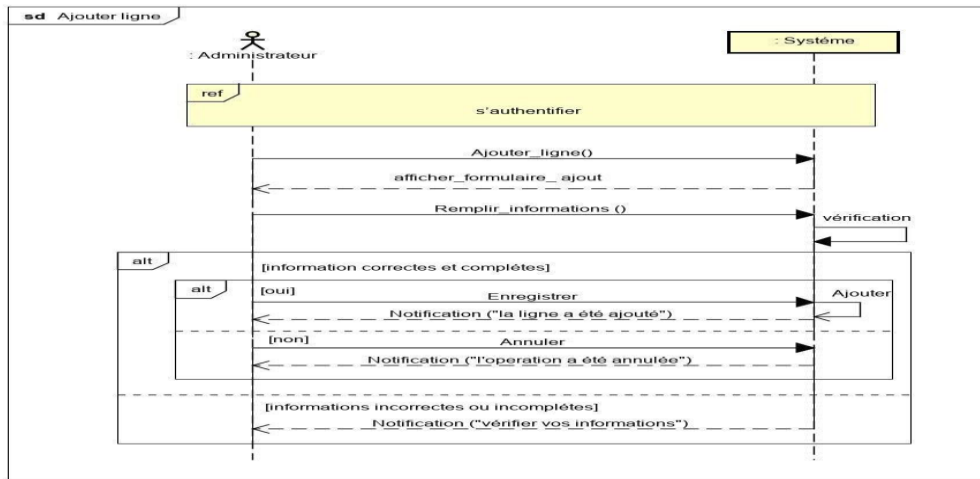 sd Ajouter ligne
: Administrateur
: Systéme
ref
s'authentifier
Ajouter_ligne()
afficher_formulaire_ ajout
Remplir_informations ()
vérification
alt
[information correctes et complétes]
alt
[oui]
Enregistrer
Ajouter
Notification ("la ligne a été ajouté")
[non]
Annuler
Notification ("l'operation a été annulée")
[informations incorrectes ou incomplétes]
Notification ("vérifier vos informations")